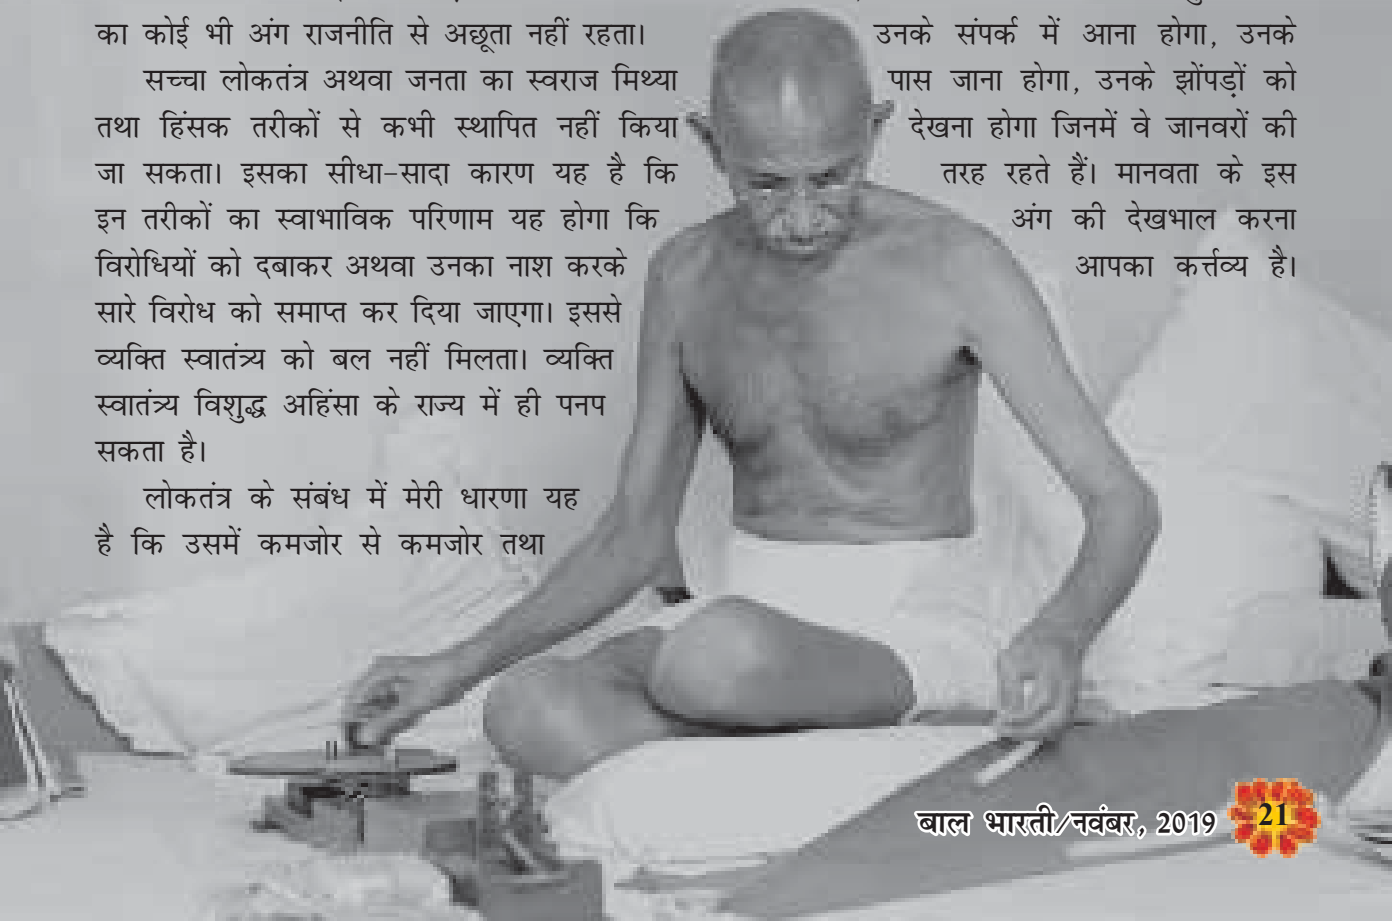 का कोई भी अंग राजनीति से अछूता नहीं रहता।
सच्चा लोकतंत्र अथवा जनता का स्वराज मिथ्या
तथा हिंसक तरीकों से कभी स्थापित नहीं किया
जा सकता। इसका सीधा-सादा कारण यह है कि
इन तरीकों का स्वाभाविक परिणाम यह होगा कि
विरोधियों को दबाकर अथवा उनका नाश करके
सारे विरोध को समाप्त कर दिया जाएगा। इससे
व्यक्ति स्वातंत्र्य को बल नहीं मिलता। व्यक्ति
स्वातंत्र्य विशुद्ध अहिंसा के राज्य में ही पनप
सकता है।
लोकतंत्र के संबंध में मेरी धारणा यह
है कि उसमें कमजोर से कमजोर तथा
उनके संपर्क में आना होगा, उनके
पास जाना होगा, उनके झोंपड़ों को
देखना होगा जिनमें वे जानवरों की
तरह रहते हैं। मानवता के इस
अंग की देखभाल करना
आपका कर्त्तव्य है।
बाल भारती/नवंबर, 2019 21